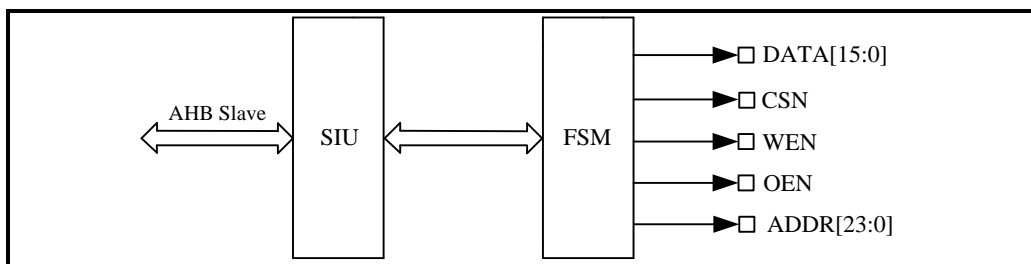 AHB Slave
SIU
FSM
DATA[15:0]
CSN
WEN
OEN
ADDR[23:0]